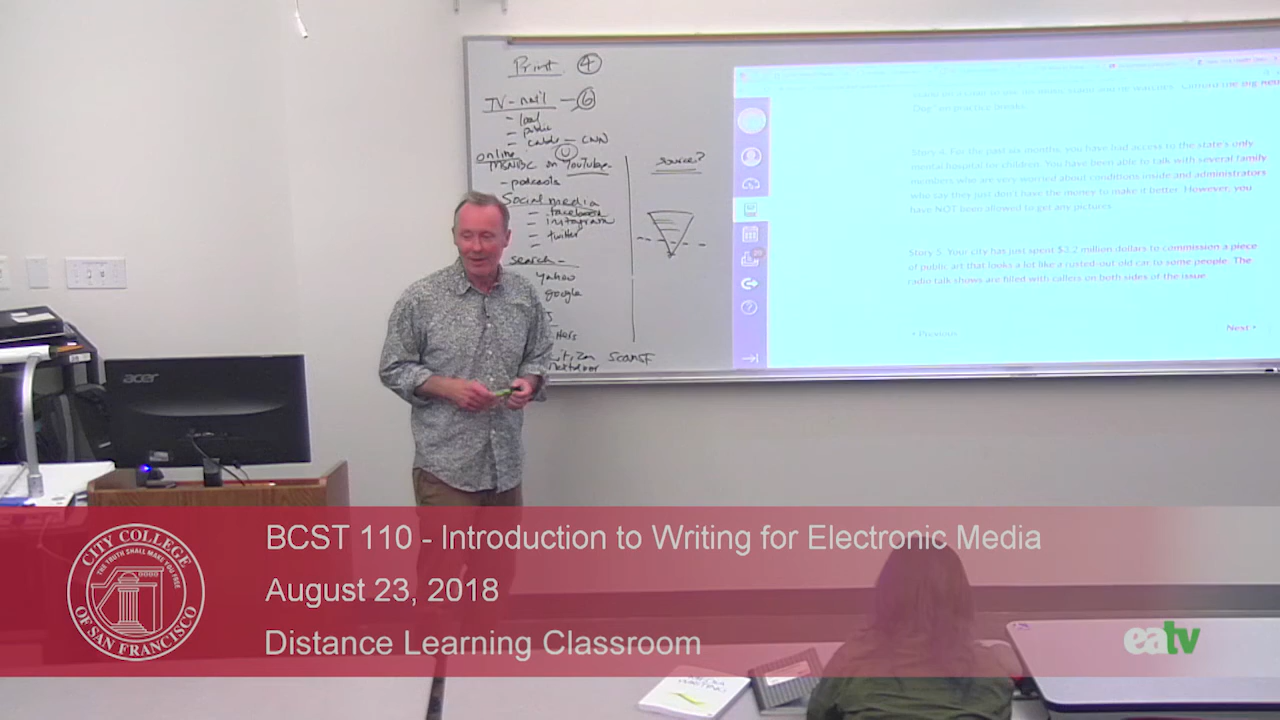 Print 4
TV - nat'l - 6
- local
- public
- cable - CNN
online
MSNBC on YouTube
- podcasts
Social media
- facebook
- instagram
- twitter
search -
Yahoo
google
source?
ScanSF
Nextdoor
Dog" on practice breaks.
Story 4: For the past six months, you have had access to the state's only
mental hospital for children. You have been able to talk with several family
members who are very worried about conditions inside and administrators
who say they just don't have the money to make it better. However, you
have NOT been allowed to get any pictures.
Story 5: Your city has just spent $3.2 million dollars to commission a piece
of public art that looks a lot like a rusted-out old car to some people. The
radio talk shows are filled with callers on both sides of the issue.
Previous
Next
acer
CITY COLLEGE
THE TRUTH SHALL MAKE YOU FREE
OF SAN FRANCISCO
BCST 110 - Introduction to Writing for Electronic Media
August 23, 2018
Distance Learning Classroom
eatv